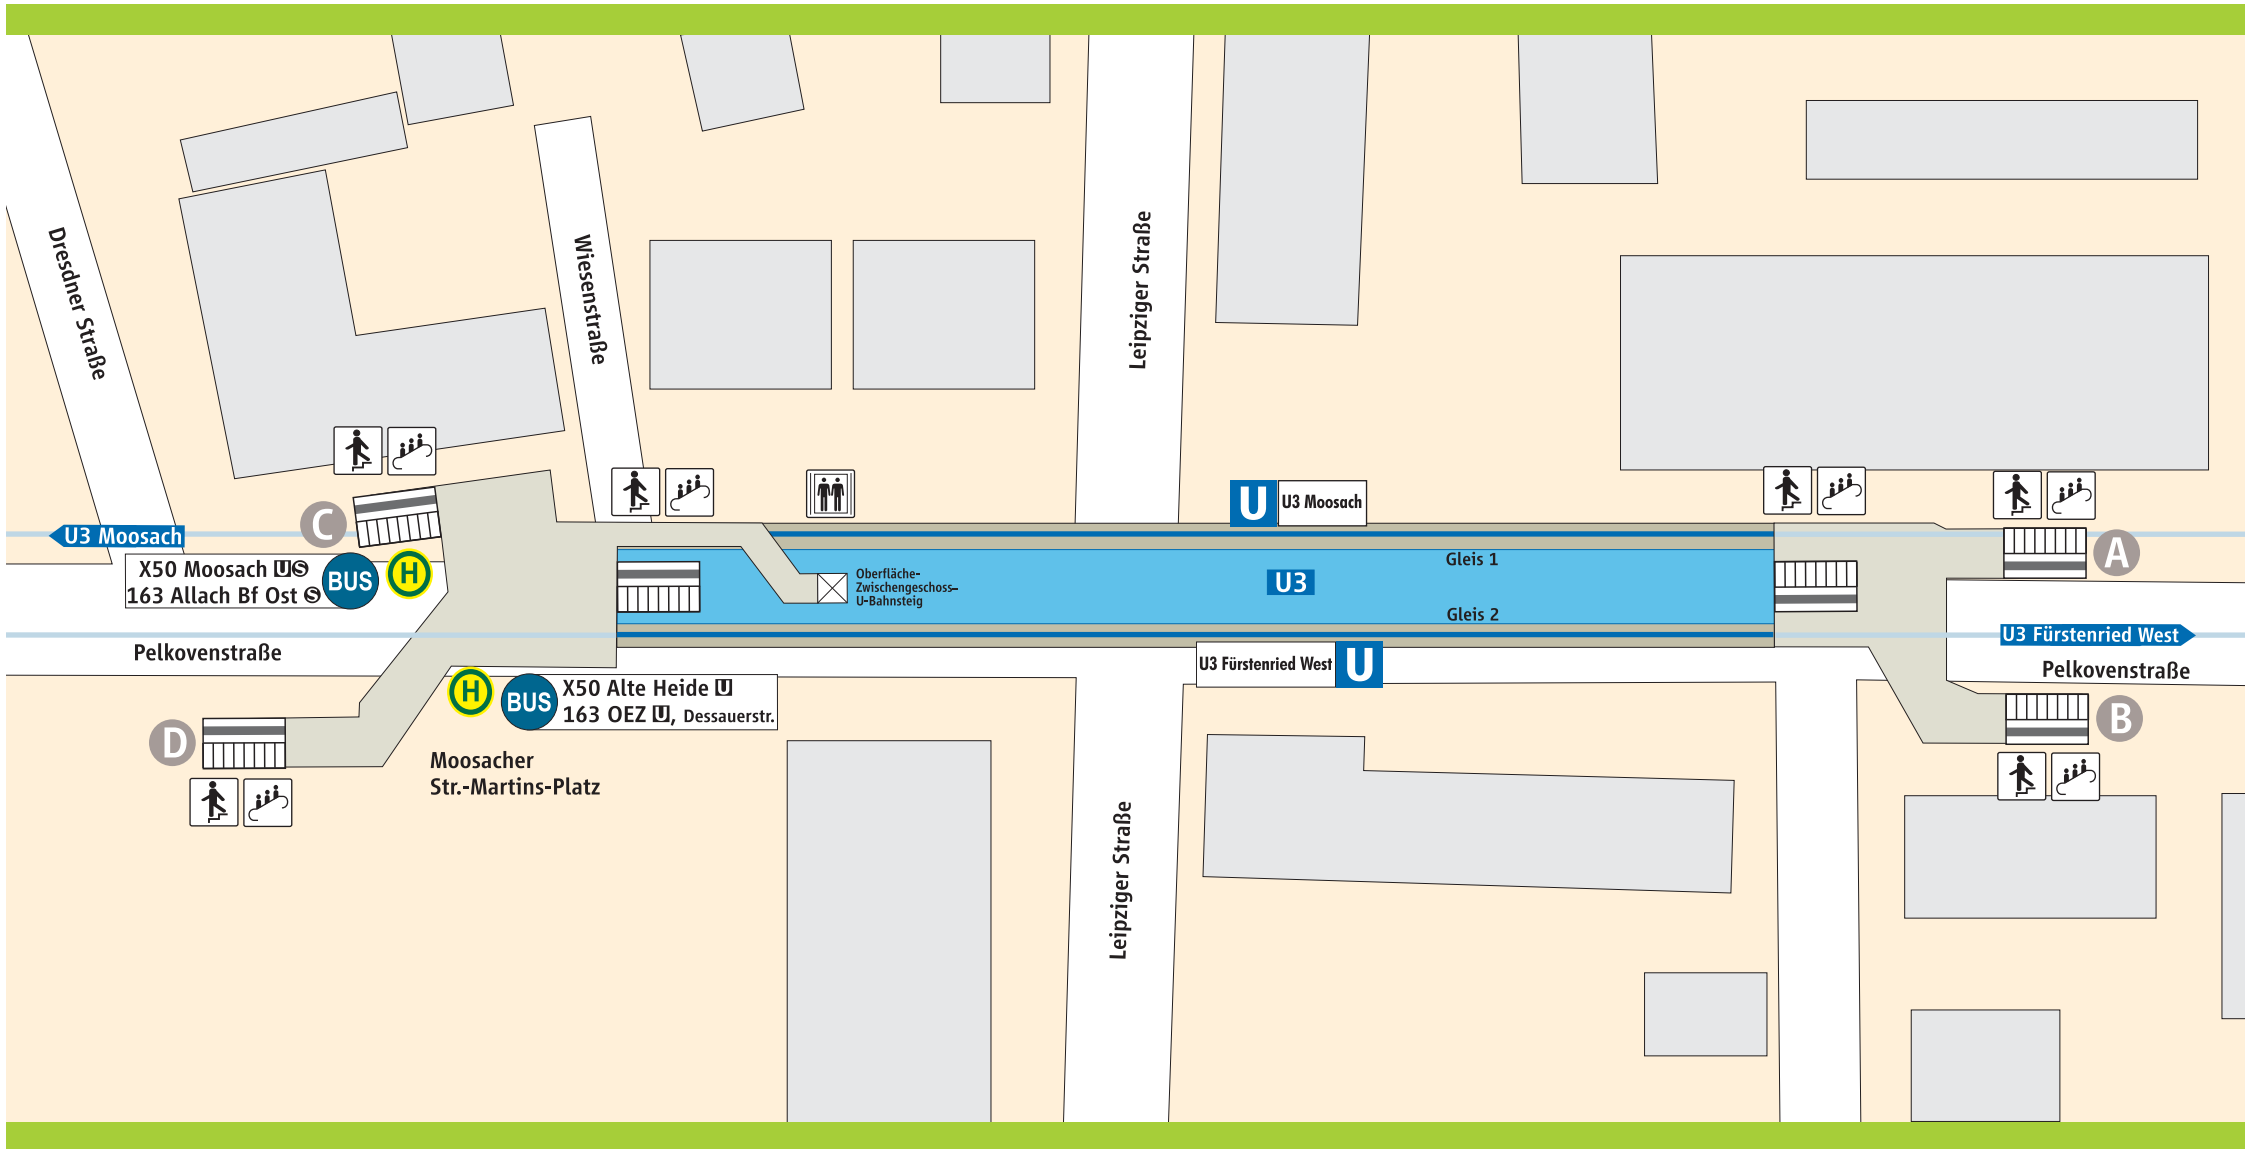 Dresdner Straße
Wiesenstraße
Leipziger Straße
C
U3 Moosach
X50 Moosach U S
163 Allach Bf Ost S
BUS
H
Pelkovenstraße
U
U3 Moosach
Gleis 1
U3
Gleis 2
Oberfläche-
Zwischengeschoss-
U-Bahnsteig
A
U3 Fürstenried West
Pelkovenstraße
U3 Fürstenried West
U
H
BUS
X50 Alte Heide U
163 OEZ U, Dessauerstr.
B
D
Moosacher
Str.-Martins-Platz
Leipziger Straße